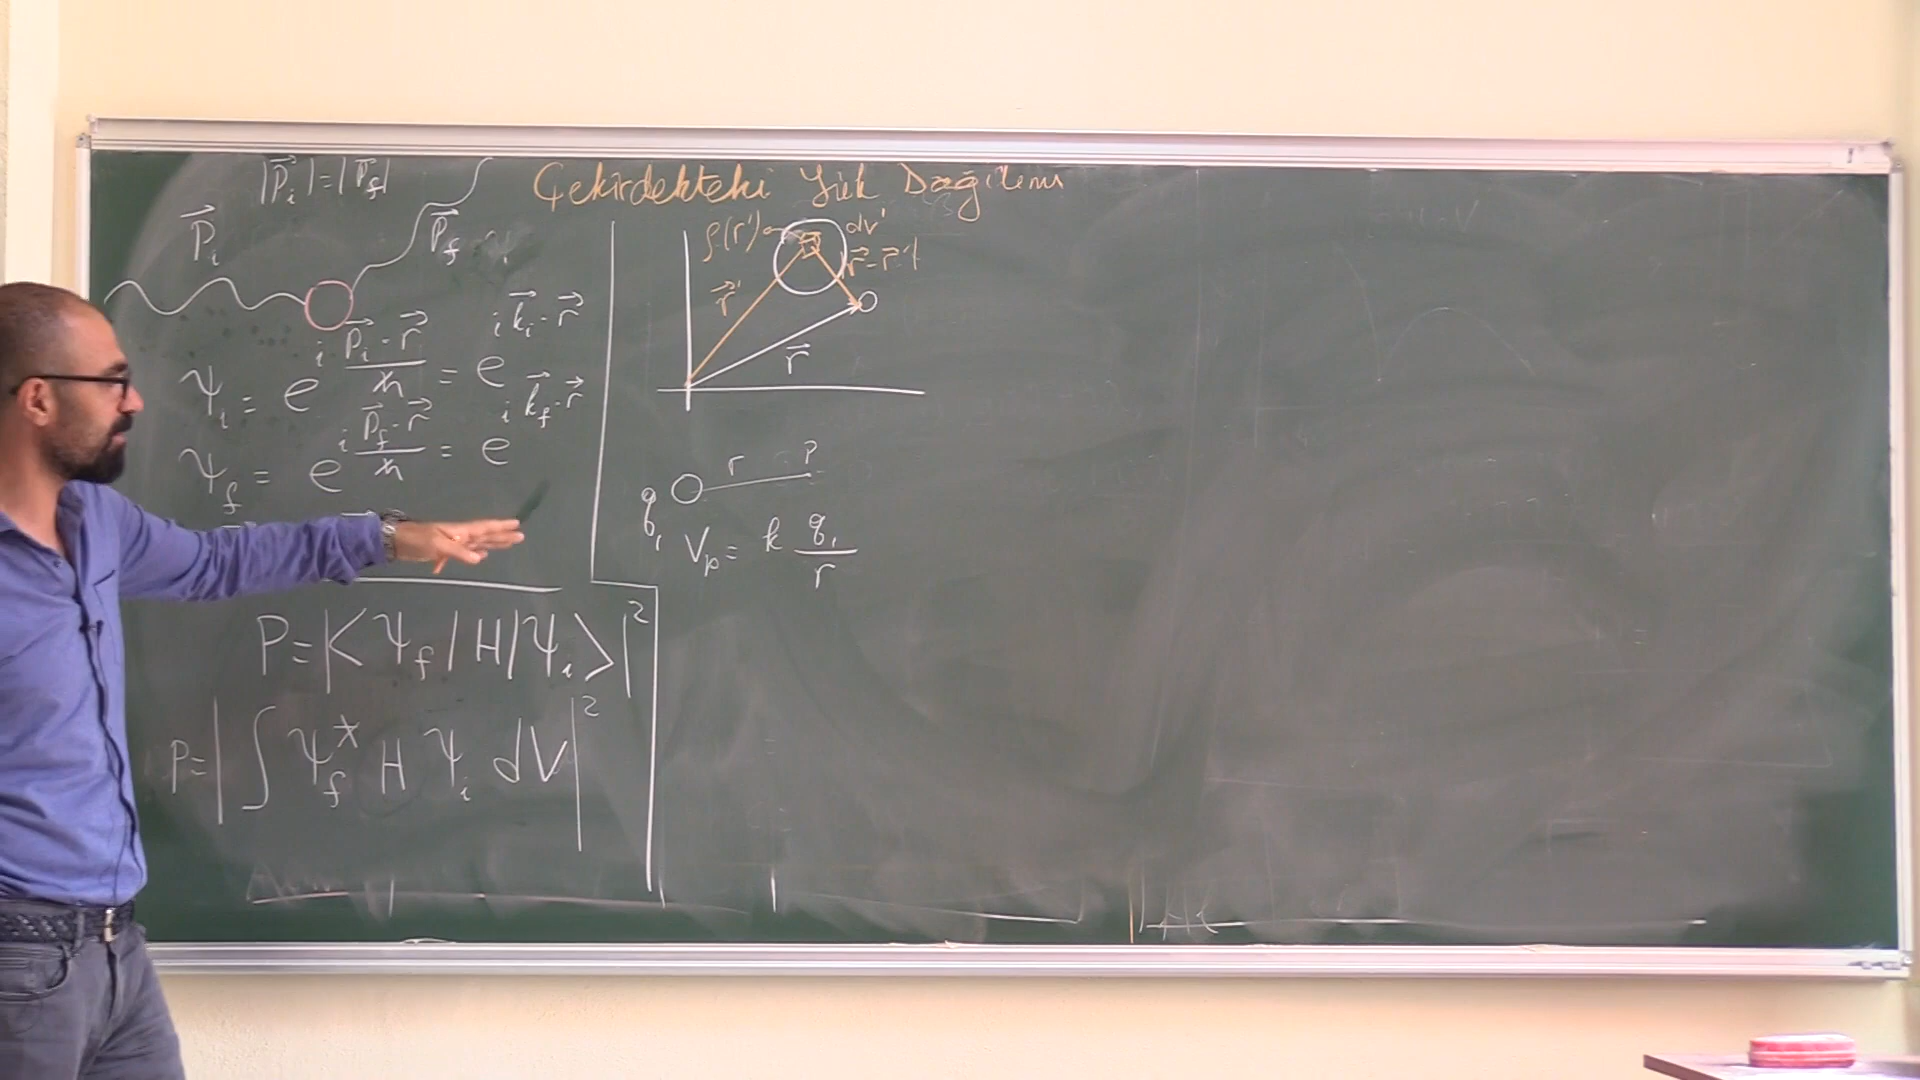 Çekirdekteki Yük Dağılımı
|P⃗i| = |P⃗f|
P⃗i
P⃗f
ψi = e^(i P⃗i·r⃗/ħ) = e^(i k⃗i·r⃗)
ψf = e^(i P⃗f·r⃗/ħ) = e^(i k⃗f·r⃗)
P = |<ψf|H|ψi>|²
P = |∫ ψf* H ψi dV|²
ρ(r') dv'
|r⃗-r⃗'|
r⃗'
r⃗
r P
q₁
Vp = k q₁/r